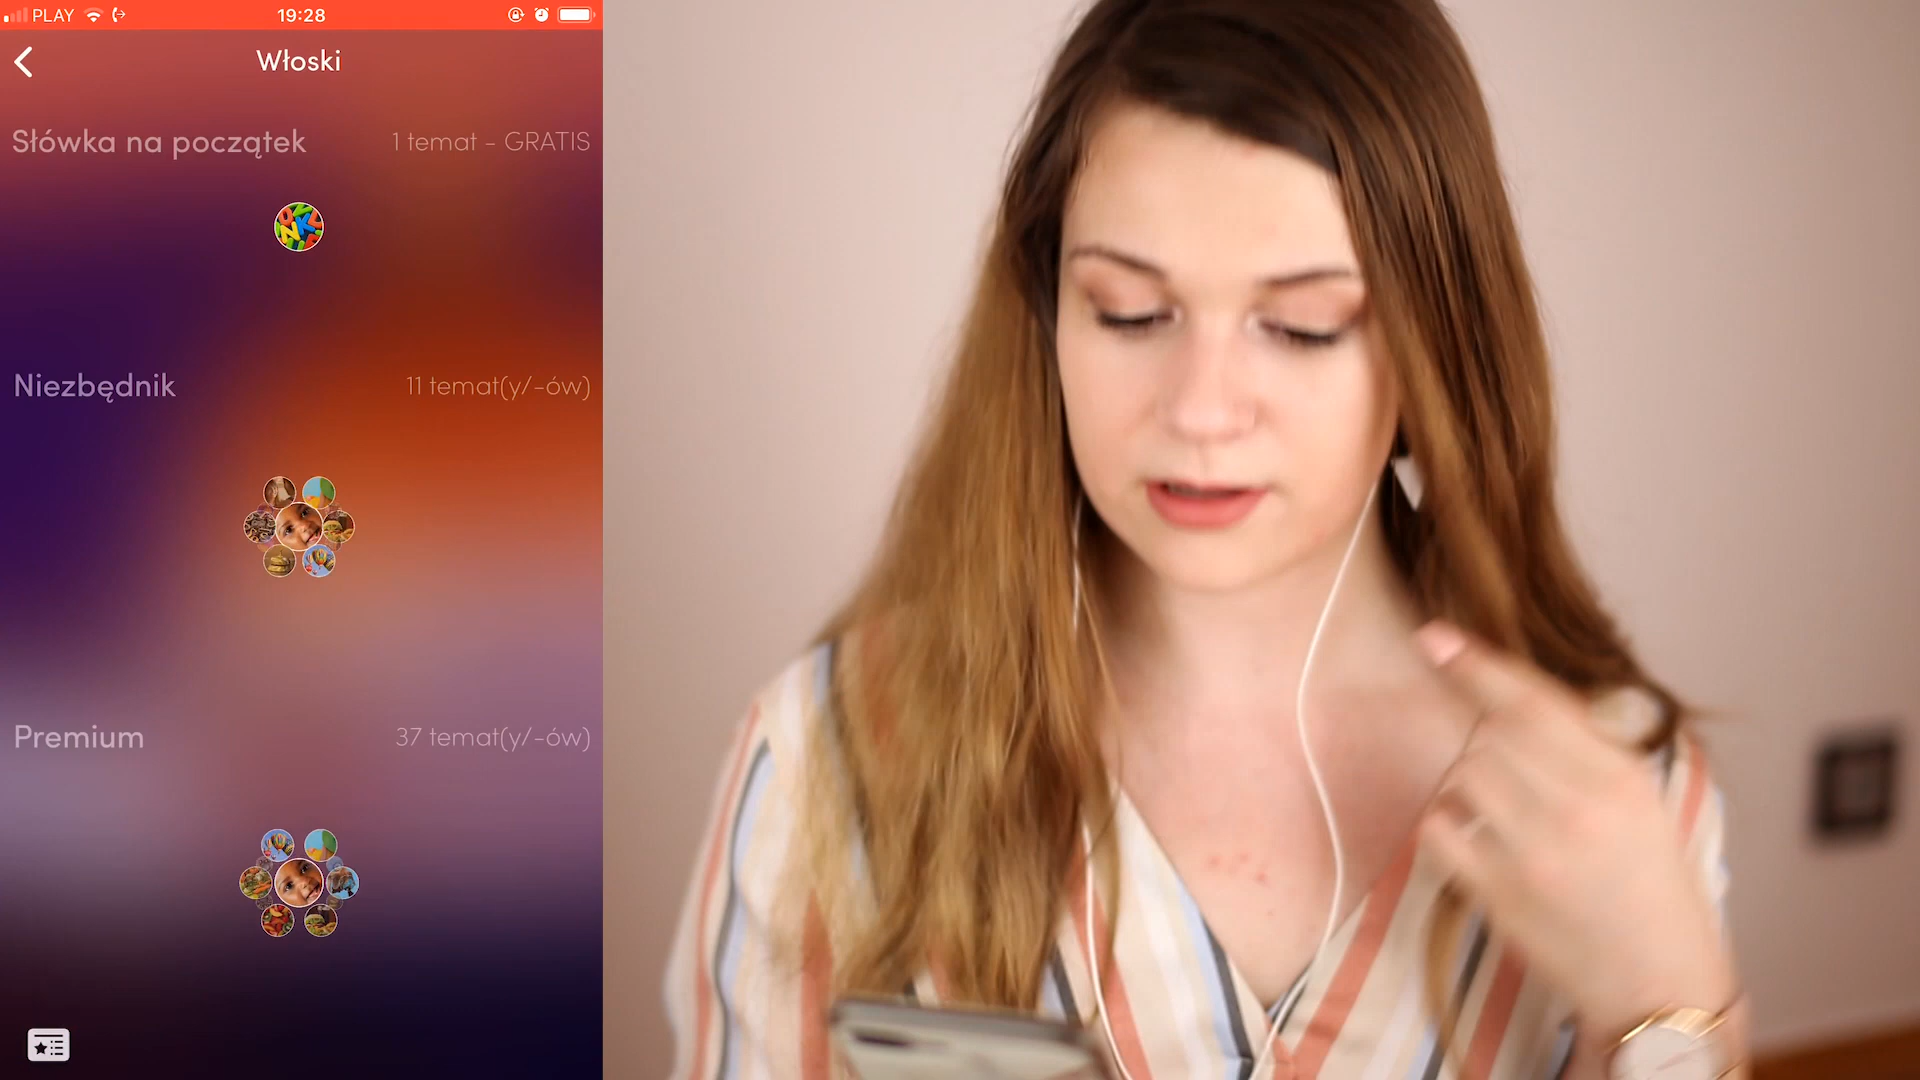 PLAY 19:28
Włoski
Słówka na początek 1 temat - GRATIS
Niezbędnik 11 temat(y/-ów)
Premium 37 temat(y/-ów)